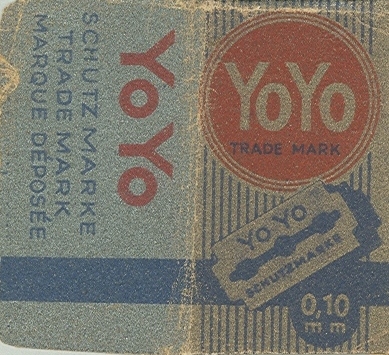 YoYo
SCHUTZMARKE
TRADE MARK
MARQUE DÉPOSÉE
YoYo
TRADE MARK
YO YO
SCHUTZMARKE
0,10
mm